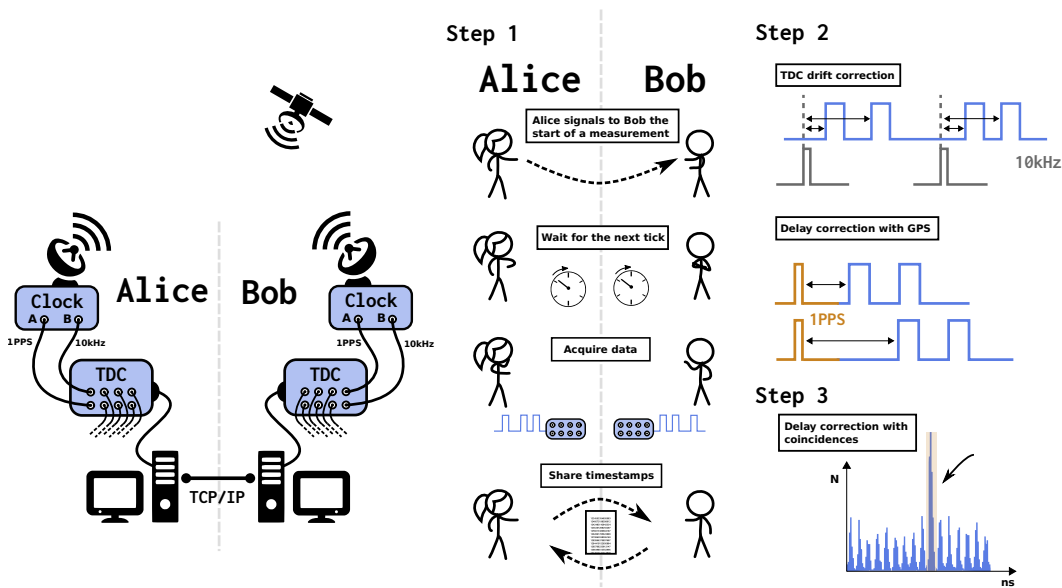 Alice
Bob
Clock
A B
1PPS
10kHz
TDC
Clock
A B
1PPS
10kHz
TDC
TCP/IP
Step 1
Alice
Bob
Alice signals to Bob the
start of a measurement
Wait for the next tick
Acquire data
Share timestamps
Step 2
TDC drift correction
10kHz
Delay correction with GPS
1PPS
Step 3
Delay correction with
coincidences
N
ns